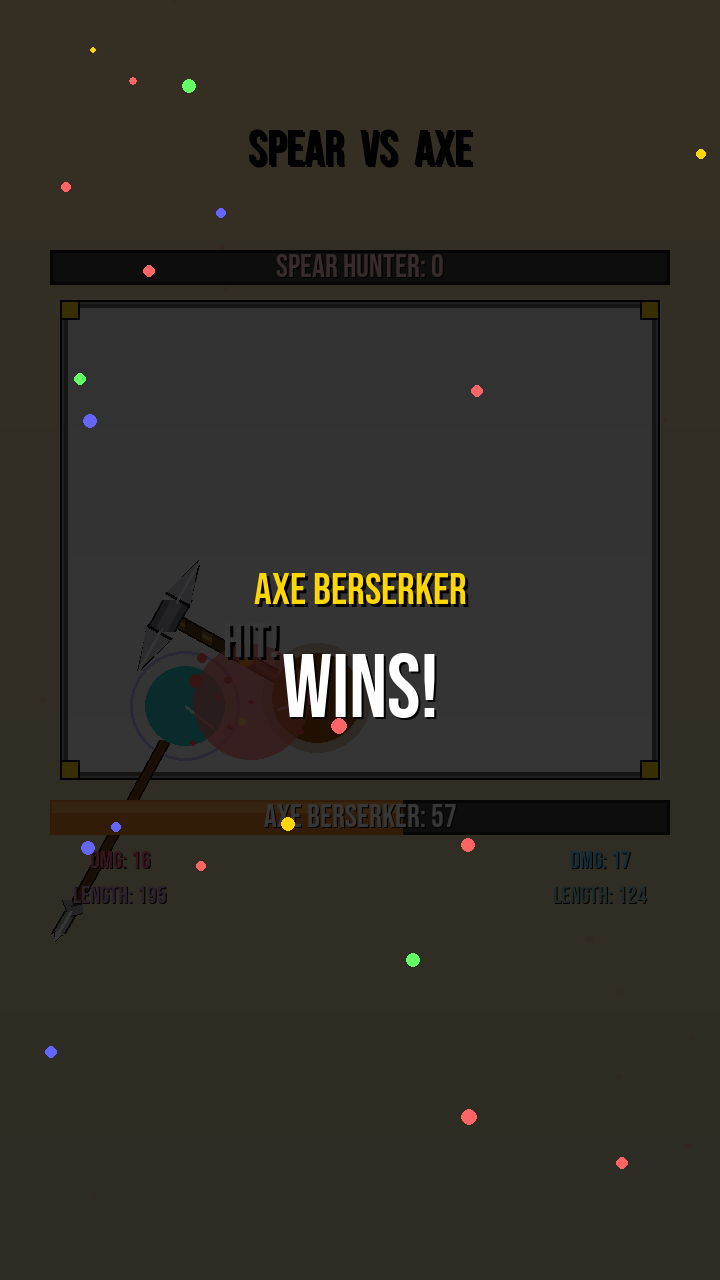 SPEAR VS AXE
SPEAR HUNTER: 0
AXE BERSERKER
HIT!
WINS!
AXE BERSERKER: 57
DMG: 16
DMG: 17
LENGTH: 195
LENGTH: 124